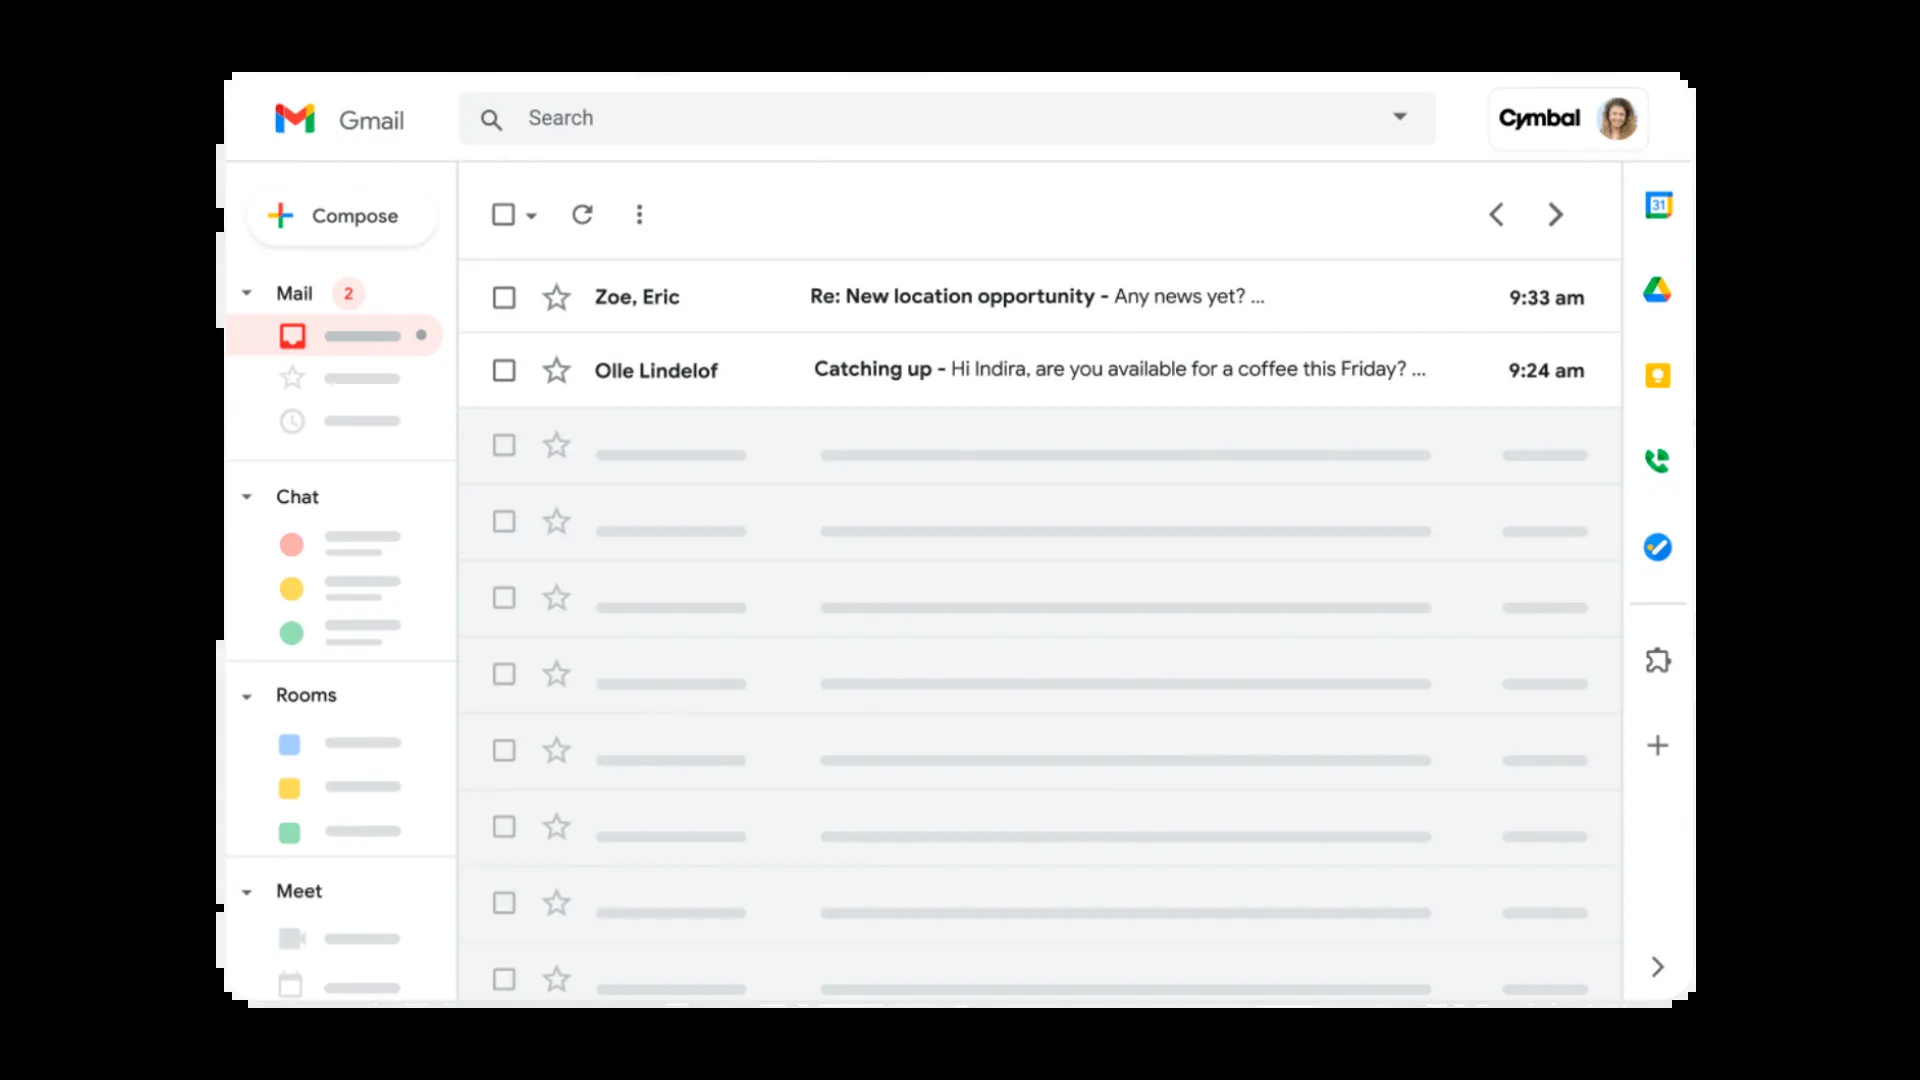 Gmail
Search
Cymbal
Compose
31
Mail 2
Zoe, Eric Re: New location opportunity - Any news yet? ... 9:33 am
Olle Lindelof Catching up - Hi Indira, are you available for a coffee this Friday? ... 9:24 am
Chat
Rooms
Meet